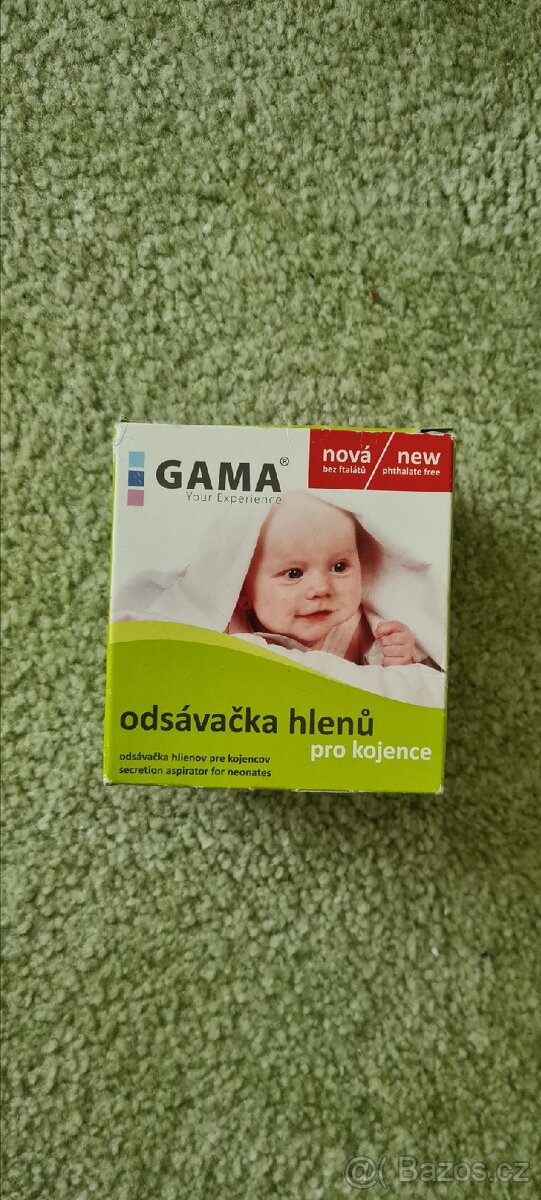 GAMA®
Your Experience
nová / new
bez ftalátů / phthalate free
odsávačka hlenů
pro kojence
odsávačka hlienov pre kojencov
secretion aspirator for neonates
@( Bazos.cz